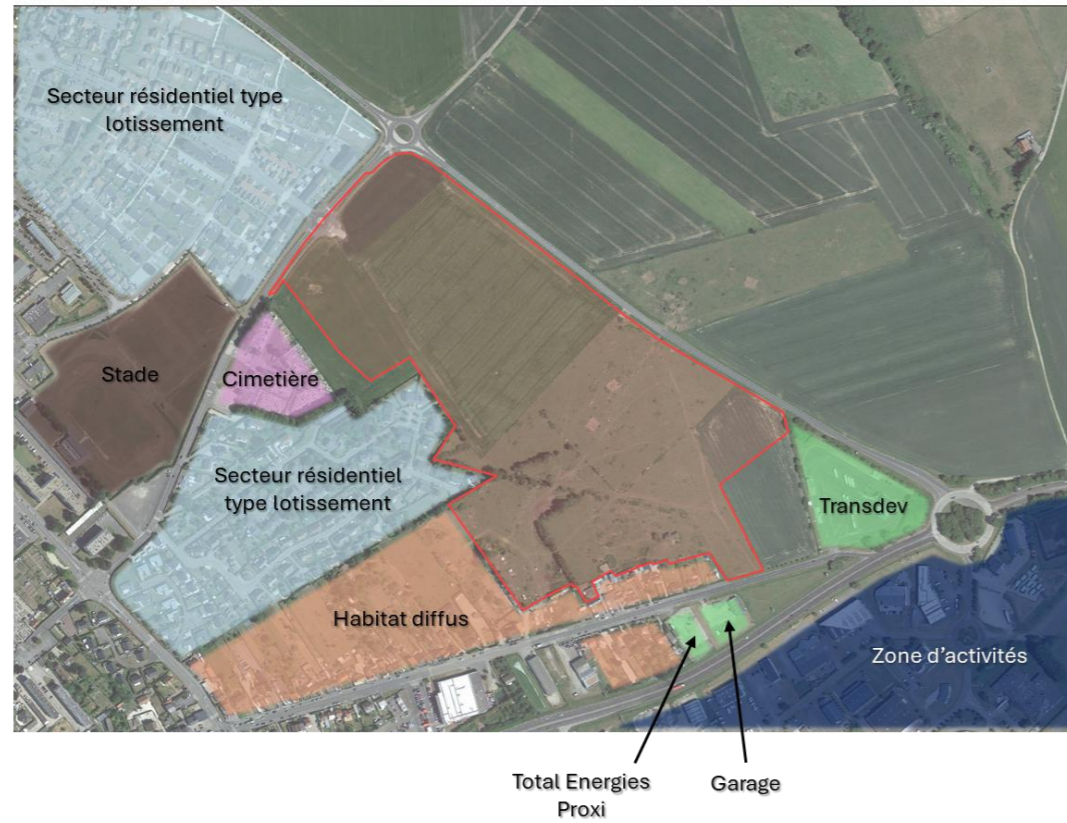 Secteur résidentiel type
lotissement
Stade
Cimetière
Secteur résidentiel
type lotissement
Transdev
Habitat diffus
Zone d'activités
Total Energies
Proxi
Garage